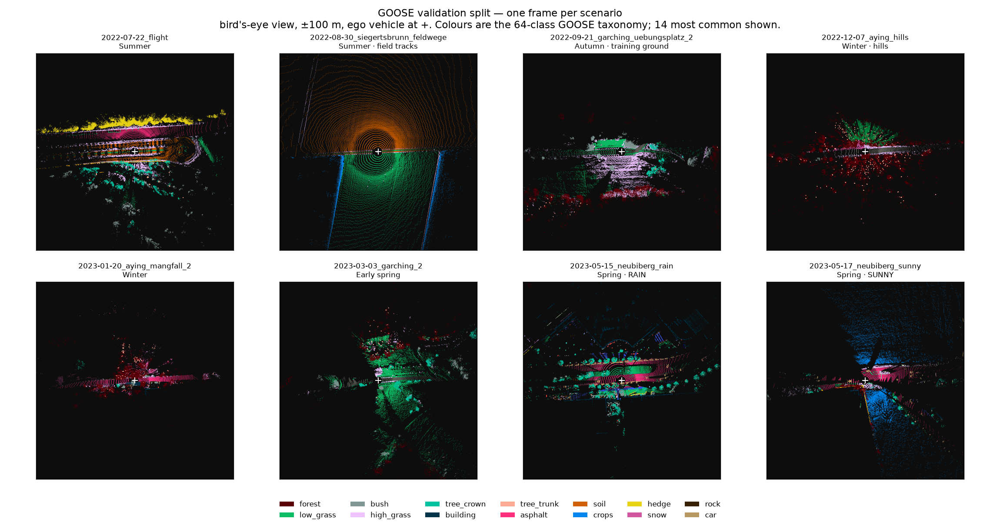 GOOSE validation split — one frame per scenario
bird's-eye view, ±100 m, ego vehicle at +. Colours are the 64-class GOOSE taxonomy; 14 most common shown.
2022-07-22_flight
Summer
2022-08-30_siegertsbrunn_feldwege
Summer · field tracks
2022-09-21_garching_uebungsplatz_2
Autumn · training ground
2022-12-07_aying_hills
Winter · hills
2023-01-20_aying_mangfall_2
Winter
2023-03-03_garching_2
Early spring
2023-05-15_neubiberg_rain
Spring · RAIN
2023-05-17_neubiberg_sunny
Spring · SUNNY
forest bush tree_crown tree_trunk soil hedge rock
low_grass high_grass building asphalt crops snow car